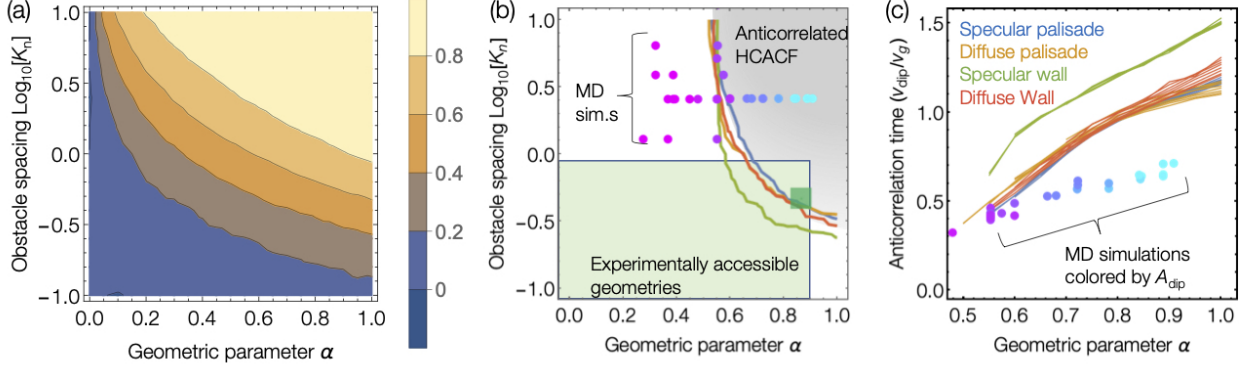 (a)
Obstacle spacing Log₁₀[Kₙ]
1.0
0.5
0.0
−0.5
−1.0
0.0 0.2 0.4 0.6 0.8 1.0
Geometric parameter α
0.8
0.6
0.4
0.2
0
(b)
Obstacle spacing Log₁₀[Kₙ]
1.0
0.5
0.0
−0.5
−1.0
MD
sim.s
Anticorrelated
HCACF
Experimentally accessible
geometries
0.0 0.2 0.4 0.6 0.8 1.0
Geometric parameter α
(c)
Anticorrelation time (νdip/νg)
1.5
1.0
0.5
0.0
Specular palisade
Diffuse palisade
Specular wall
Diffuse Wall
MD simulations
colored by Adip
0.5 0.6 0.7 0.8 0.9 1.0
Geometric parameter α